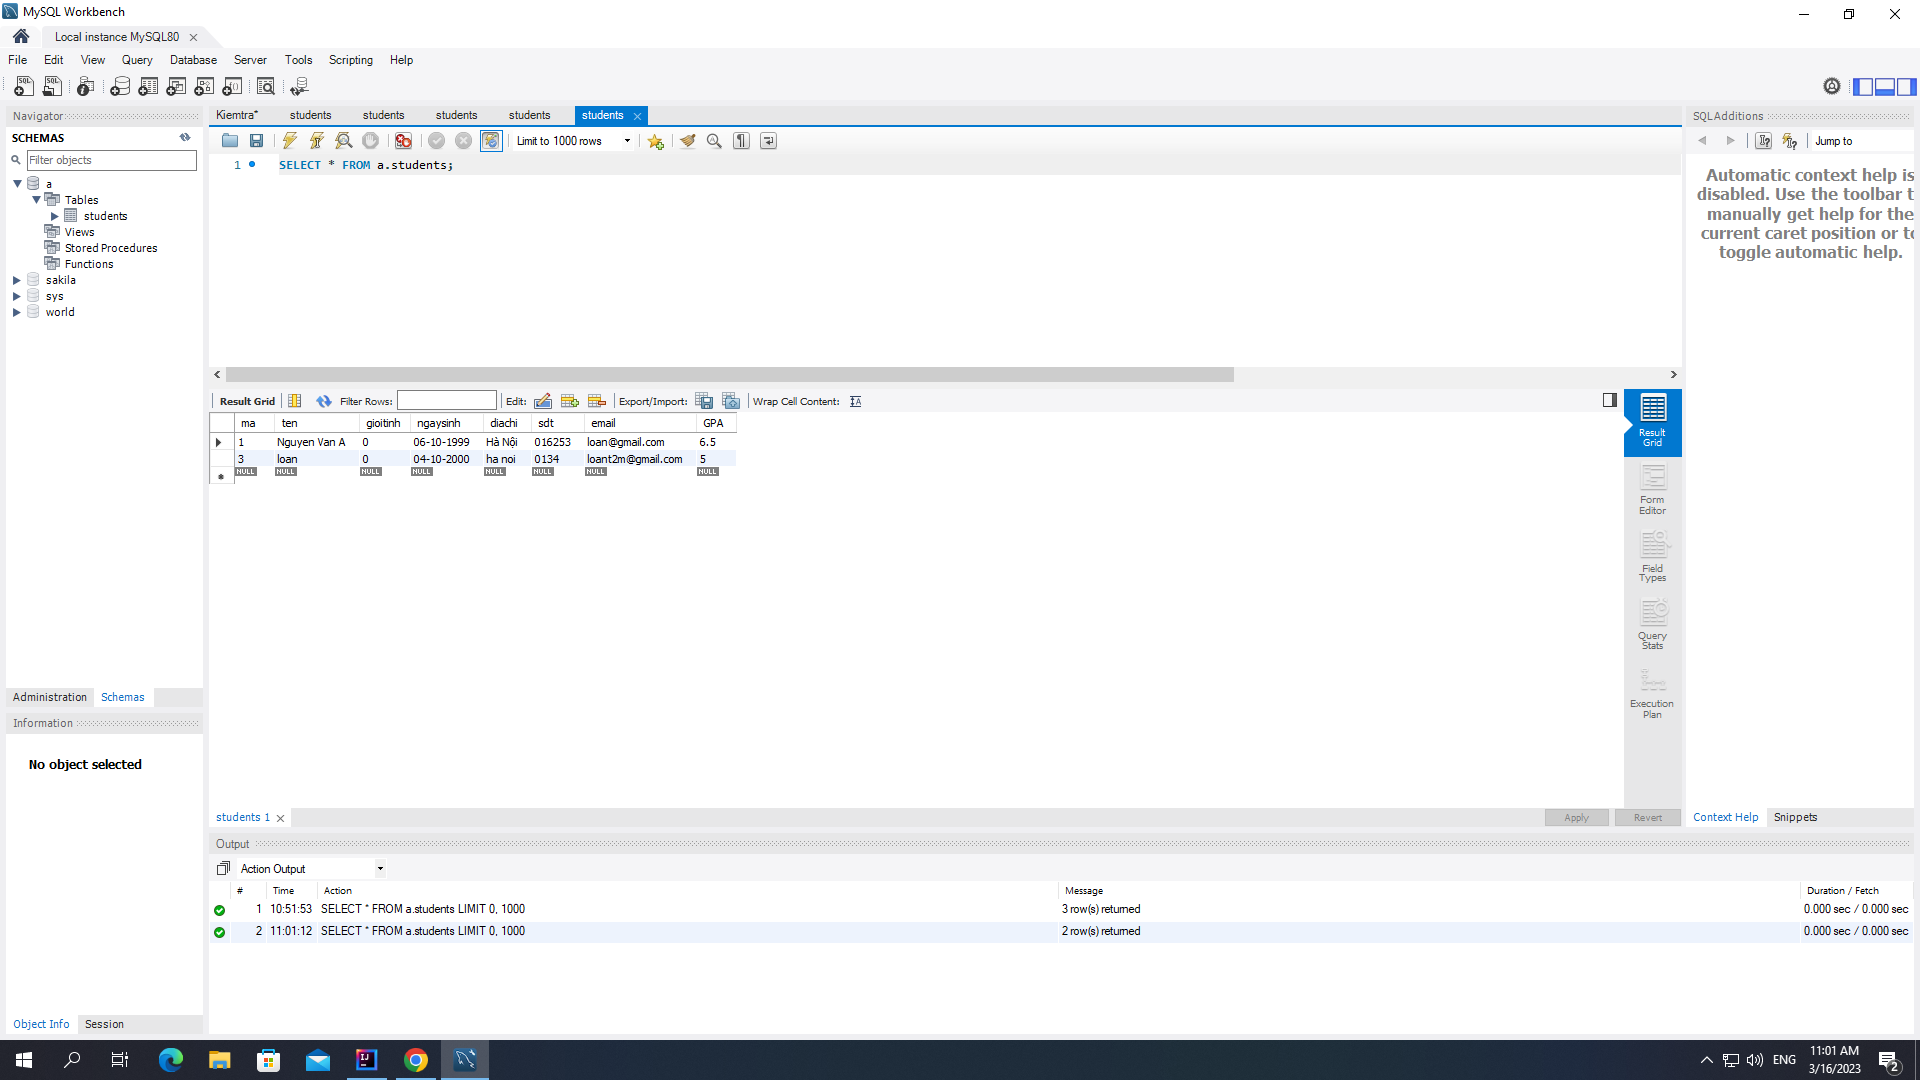 MySQL Workbench
Local instance MySQL80
File Edit View Query Database Server Tools Scripting Help
Navigator
SCHEMAS
Filter objects
a
Tables
students
Views
Stored Procedures
Functions
sakila
sys
world
Administration Schemas
Information
No object selected
Object Info Session
Kiemtra* students students students students students
Limit to 1000 rows
1 SELECT * FROM a.students;
Result Grid Filter Rows: Edit: Export/Import: Wrap Cell Content:
ma ten gioitinh ngaysinh diachi sdt email GPA
1 Nguyen Van A 0 06-10-1999 Hà Nội 016253 loan@gmail.com 6.5
3 loan 0 04-10-2000 ha noi 0134 loant2m@gmail.com 5
NULL NULL NULL NULL NULL NULL NULL NULL
Result
Grid
Form
Editor
Field
Types
Query
Stats
Execution
Plan
students 1
Apply Revert
SQLAdditions
Jump to
Automatic context help is
disabled. Use the toolbar t
manually get help for the
current caret position or to
toggle automatic help.
Context Help Snippets
Output
Action Output
# Time Action Message Duration / Fetch
1 10:51:53 SELECT * FROM a.students LIMIT 0, 1000 3 row(s) returned 0.000 sec / 0.000 sec
2 11:01:12 SELECT * FROM a.students LIMIT 0, 1000 2 row(s) returned 0.000 sec / 0.000 sec
ENG
11:01 AM
3/16/2023
2